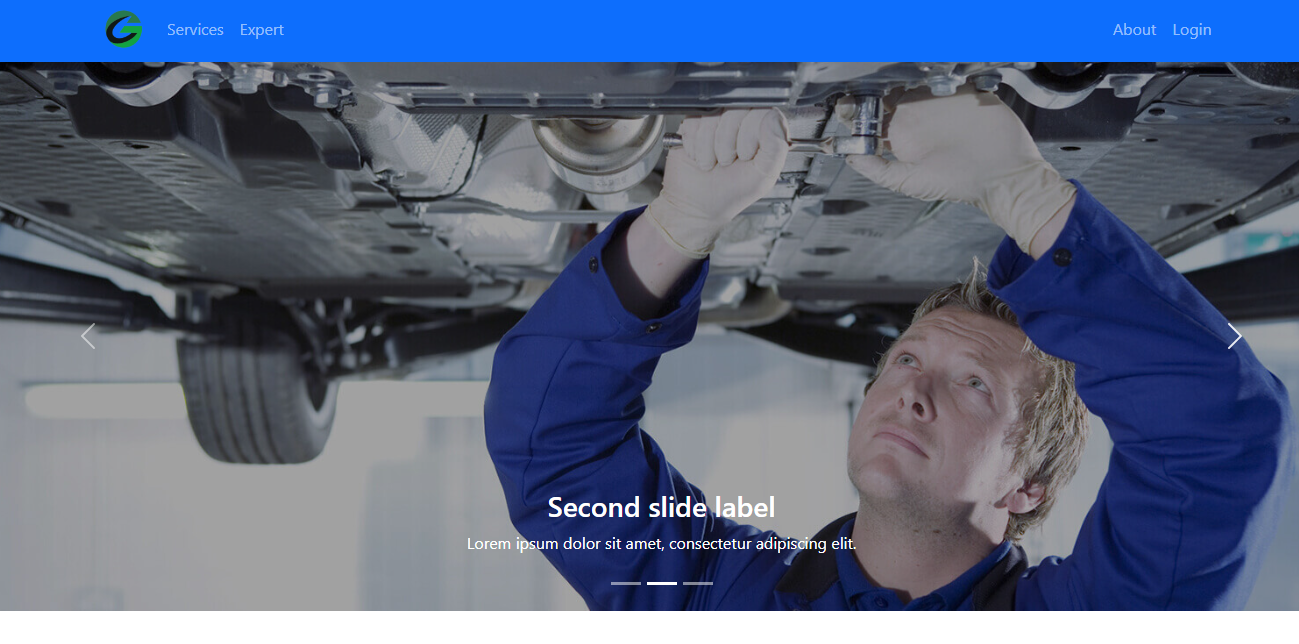 Services Expert About Login
Second slide label
Lorem ipsum dolor sit amet, consectetur adipiscing elit.